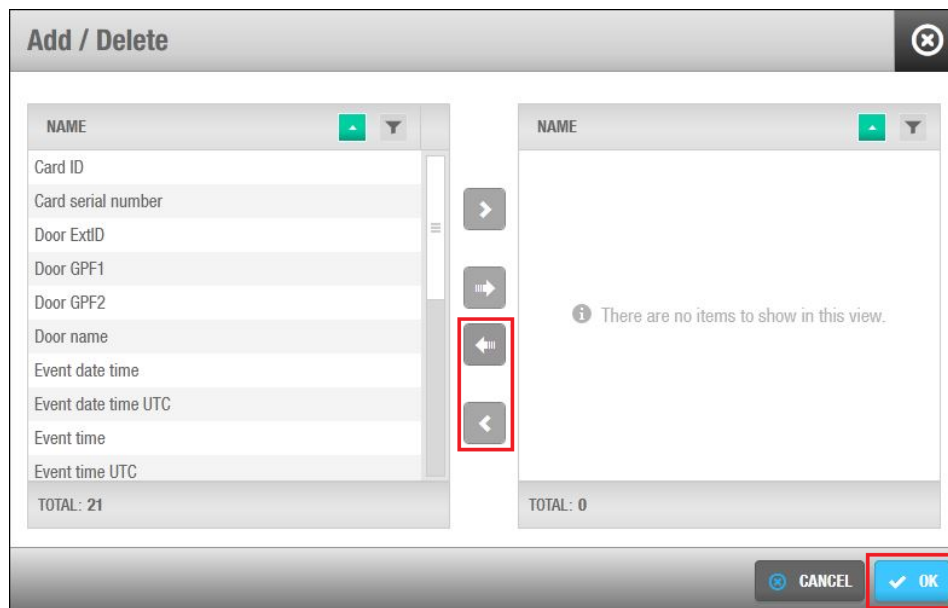 Add / Delete
NAME
Card ID
Card serial number
Door ExtID
Door GPF1
Door GPF2
Door name
Event date time
Event date time UTC
Event time
Event time UTC
TOTAL: 21
NAME
There are no items to show in this view.
TOTAL: 0
CANCEL
OK